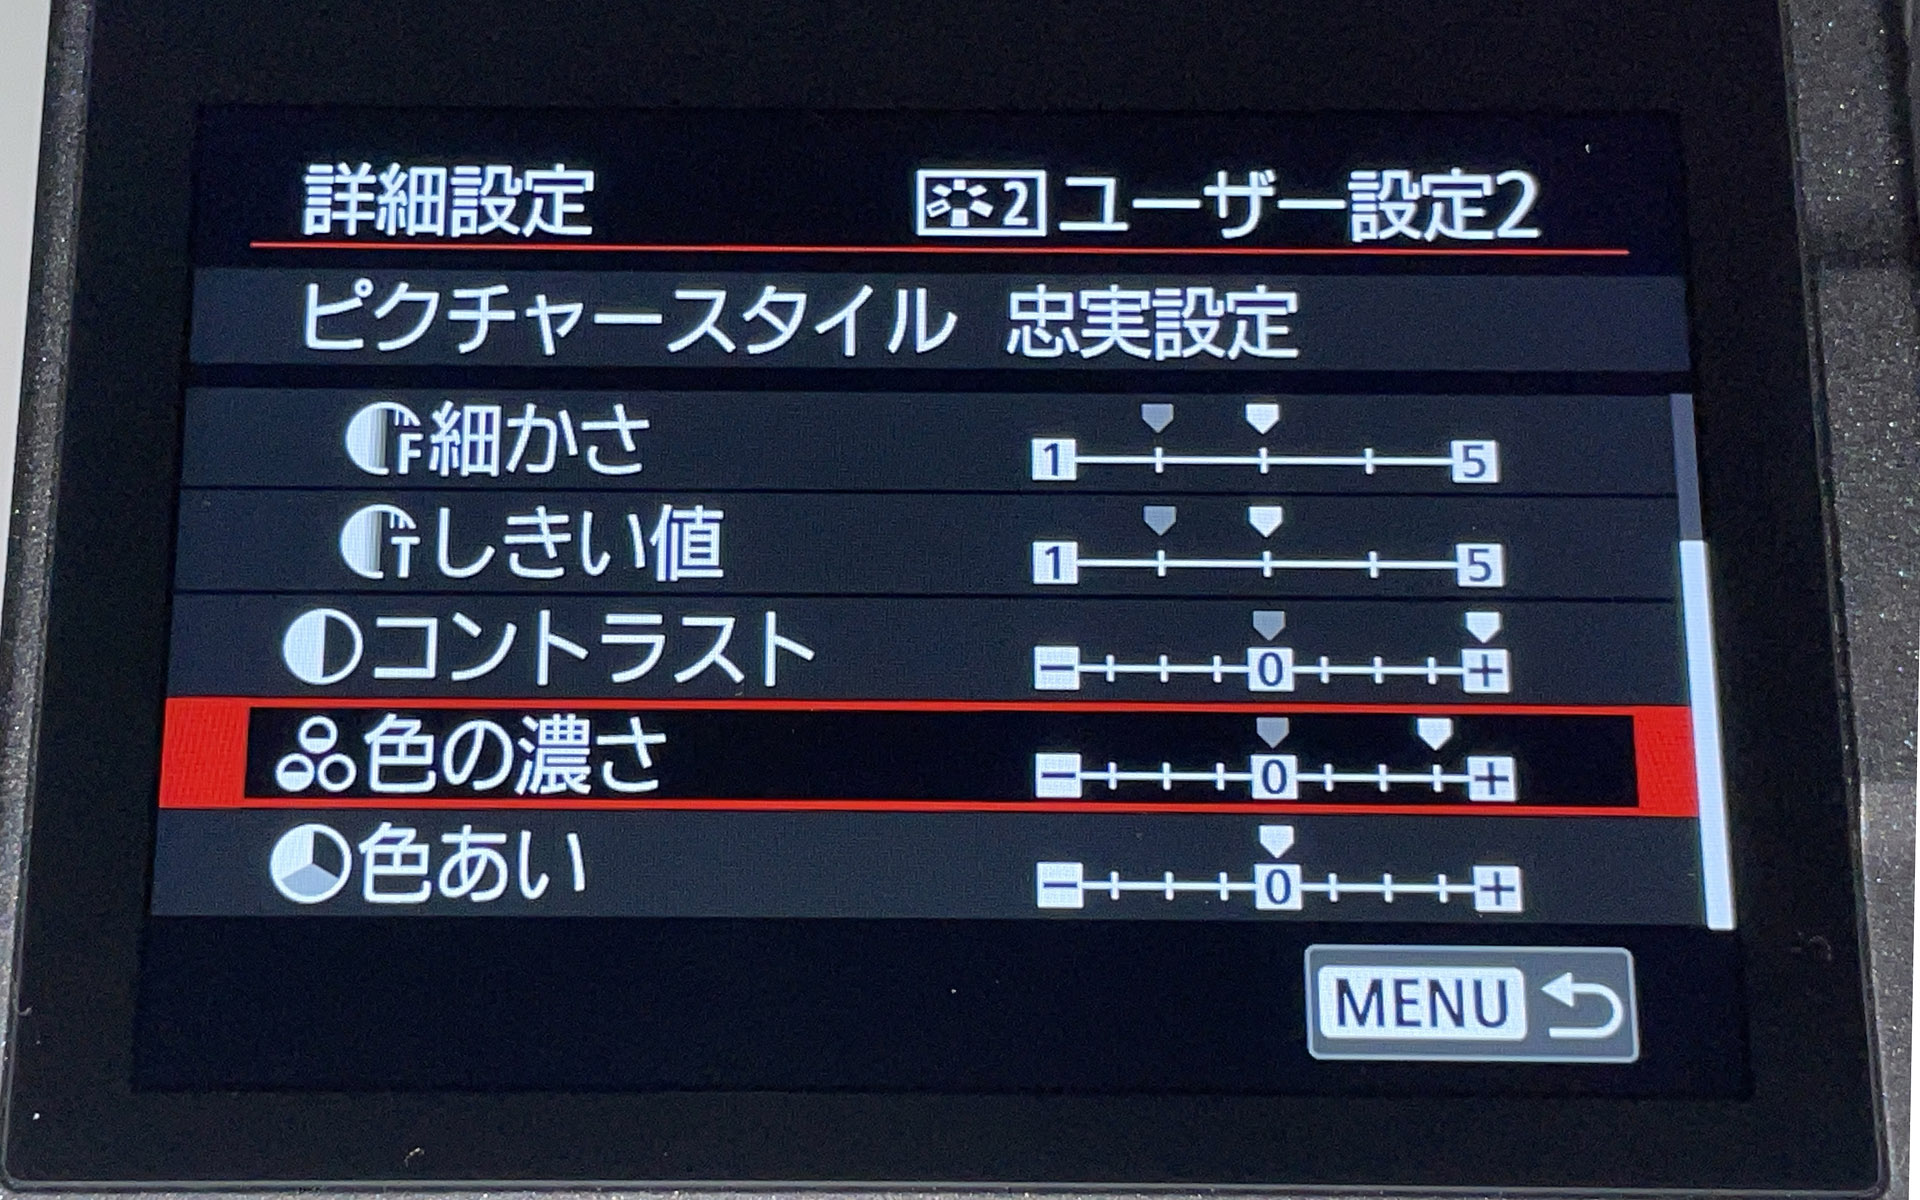 詳細設定 2 ユーザー設定2
ピクチャースタイル 忠実設定
F 細かさ 1 5
T しきい値 1 5
コントラスト − 0 +
色の濃さ − 0 +
色あい − 0 +
MENU